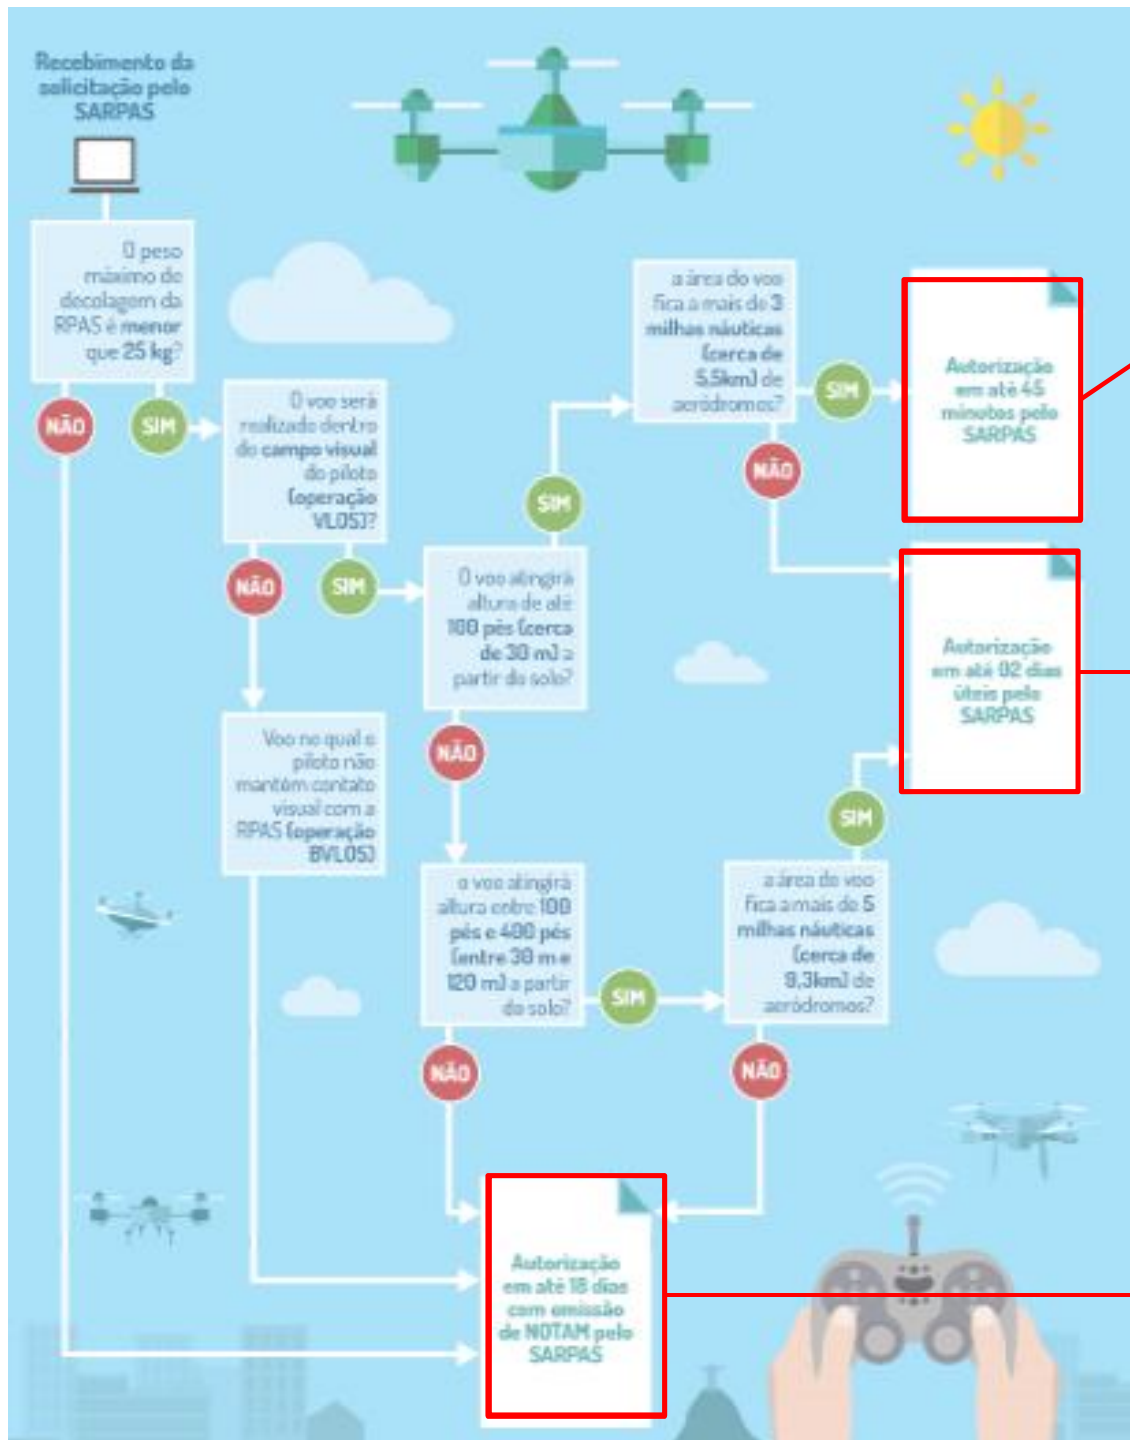 Recebimento da
solicitação pelo
SARPAS
O peso
máximo de
decolagem da
RPAS é menor
que 25 kg?
NÃO
SIM
O voo será
realizado dentro
do campo visual
do piloto
(operação
VLOS)?
NÃO
SIM
Voo no qual o
piloto não
mantém contato
visual com a
RPAS (operação
BVLOS)
O voo atingirá
altura de até
100 pés (cerca
de 30 m) a
partir do solo?
SIM
NÃO
a área do voo
fica a mais de 3
milhas náuticas
(cerca de
5,5km) de
aeródromos?
SIM
NÃO
Autorização
em até 45
minutos pelo
SARPAS
Autorização
em até 02 dias
úteis pelo
SARPAS
o voo atingirá
altura entre 100
pés e 400 pés
(entre 30 m e
120 m) a partir
do solo?
SIM
NÃO
a área do voo
fica a mais de 5
milhas náuticas
(cerca de
9,3km) de
aeródromos?
SIM
NÃO
Autorização
em até 18 dias
com emissão
de NOTAM pelo
SARPAS